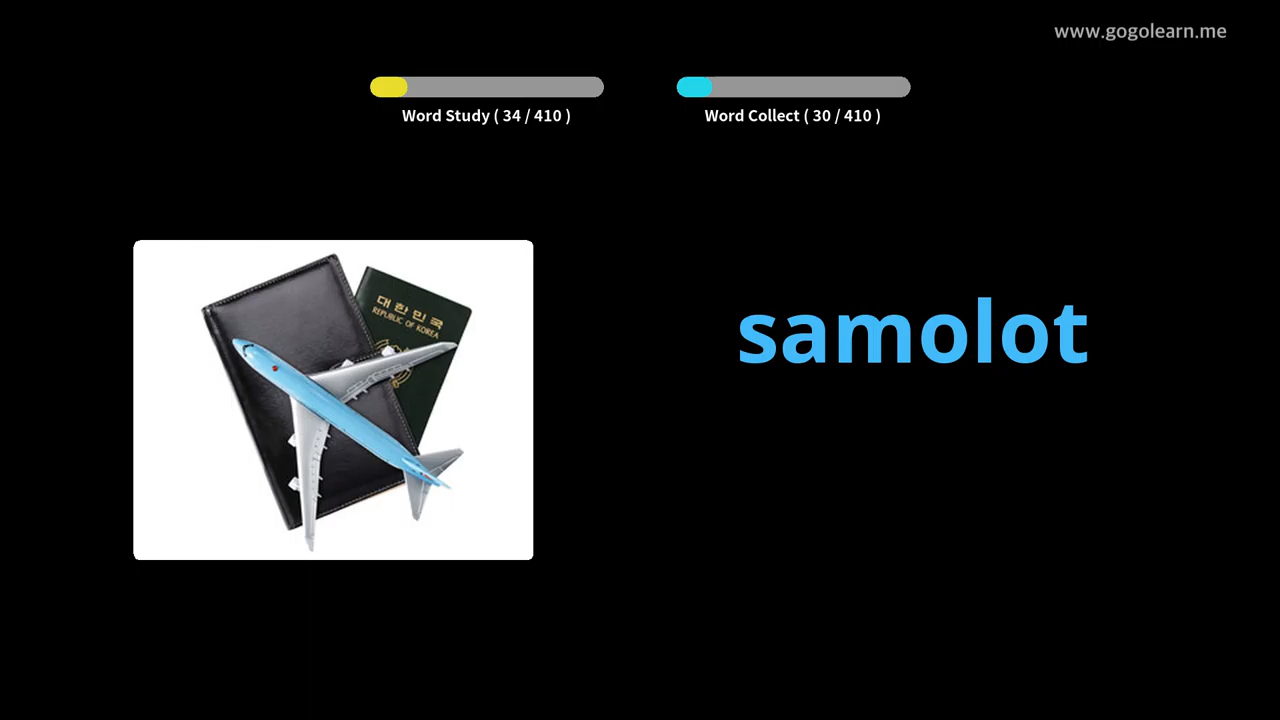 www.gogolearn.me
Word Study ( 34 / 410 )
Word Collect ( 30 / 410 )
대한민국
REPUBLIC OF KOREA
samolot